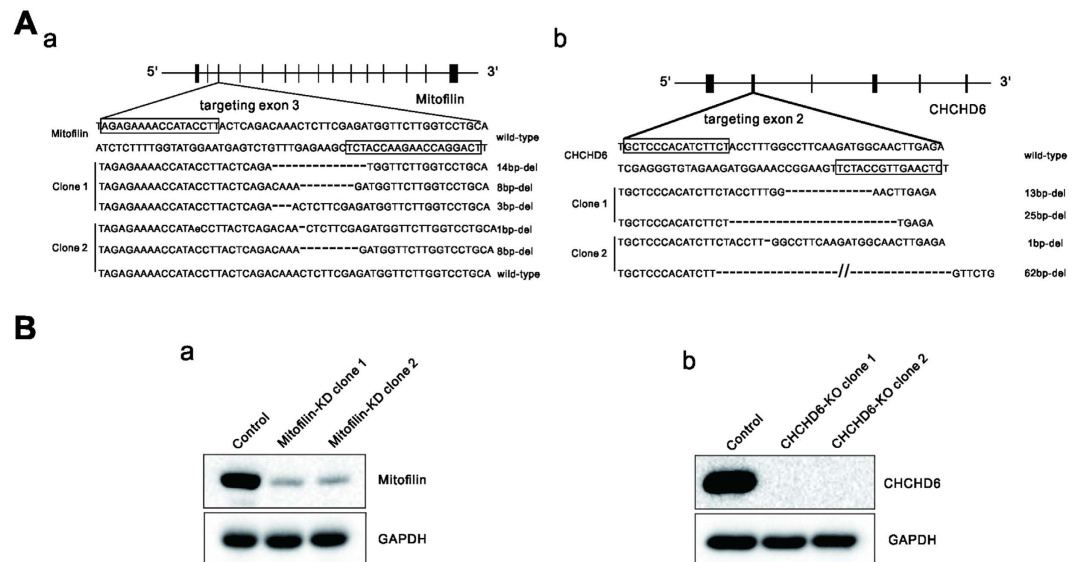 A
a
5'
3'
Mitofilin
targeting exon 3
Mitofilin
TAGAGAAAACCATACCTTACTCAGACAAACTCTTCGAGATGGTTCTTGGTCCTGCA
ATCTCTTTTGGTATGGAATGAGTCTGTTTGAGAAGCTCTACCAAGAACCAGGACTT
wild-type
Clone 1
TAGAGAAAACCATACCTTACTCAGA----------TGGTTCTTGGTCCTGCA
14bp-del
TAGAGAAAACCATACCTTACTCAGACAAA--------GATGGTTCTTGGTCCTGCA
8bp-del
TAGAGAAAACCATACCTTACTCAGA---ACTCTTCGAGATGGTTCTTGGTCCTGCA
3bp-del
Clone 2
TAGAGAAAACCATAeCCTTACTCAGACAA-CTCTTCGAGATGGTTCTTGGTCCTGCA
1bp-del
TAGAGAAAACCATACCTTACTCAGACAAA--------GATGGTTCTTGGTCCTGCA
8bp-del
TAGAGAAAACCATACCTTACTCAGACAAACTCTTCGAGATGGTTCTTGGTCCTGCA
wild-type
b
5'
3'
CHCHD6
targeting exon 2
CHCHD6
TGCTCCCACATCTTCTACCTTTGGCCTTCAAGATGGCAACTTGAGA
TCGAGGGTGTAGAAGATGGAAACCGGAAGTTCTACCGTTGAACTCT
wild-type
Clone 1
TGCTCCCACATCTTCTACCTTTGG-------------AACTTGAGA
13bp-del
TGCTCCCACATCTTCT-------------------------TGAGA
25bp-del
Clone 2
TGCTCCCACATCTTCTACCTT-GGCCTTCAAGATGGCAACTTGAGA
1bp-del
TGCTCCCACATCTT----------------//---------------GTTCTG
62bp-del
B
a
Control
Mitofilin-KD clone 1
Mitofilin-KD clone 2
Mitofilin
GAPDH
b
Control
CHCHD6-KO clone 1
CHCHD6-KO clone 2
CHCHD6
GAPDH